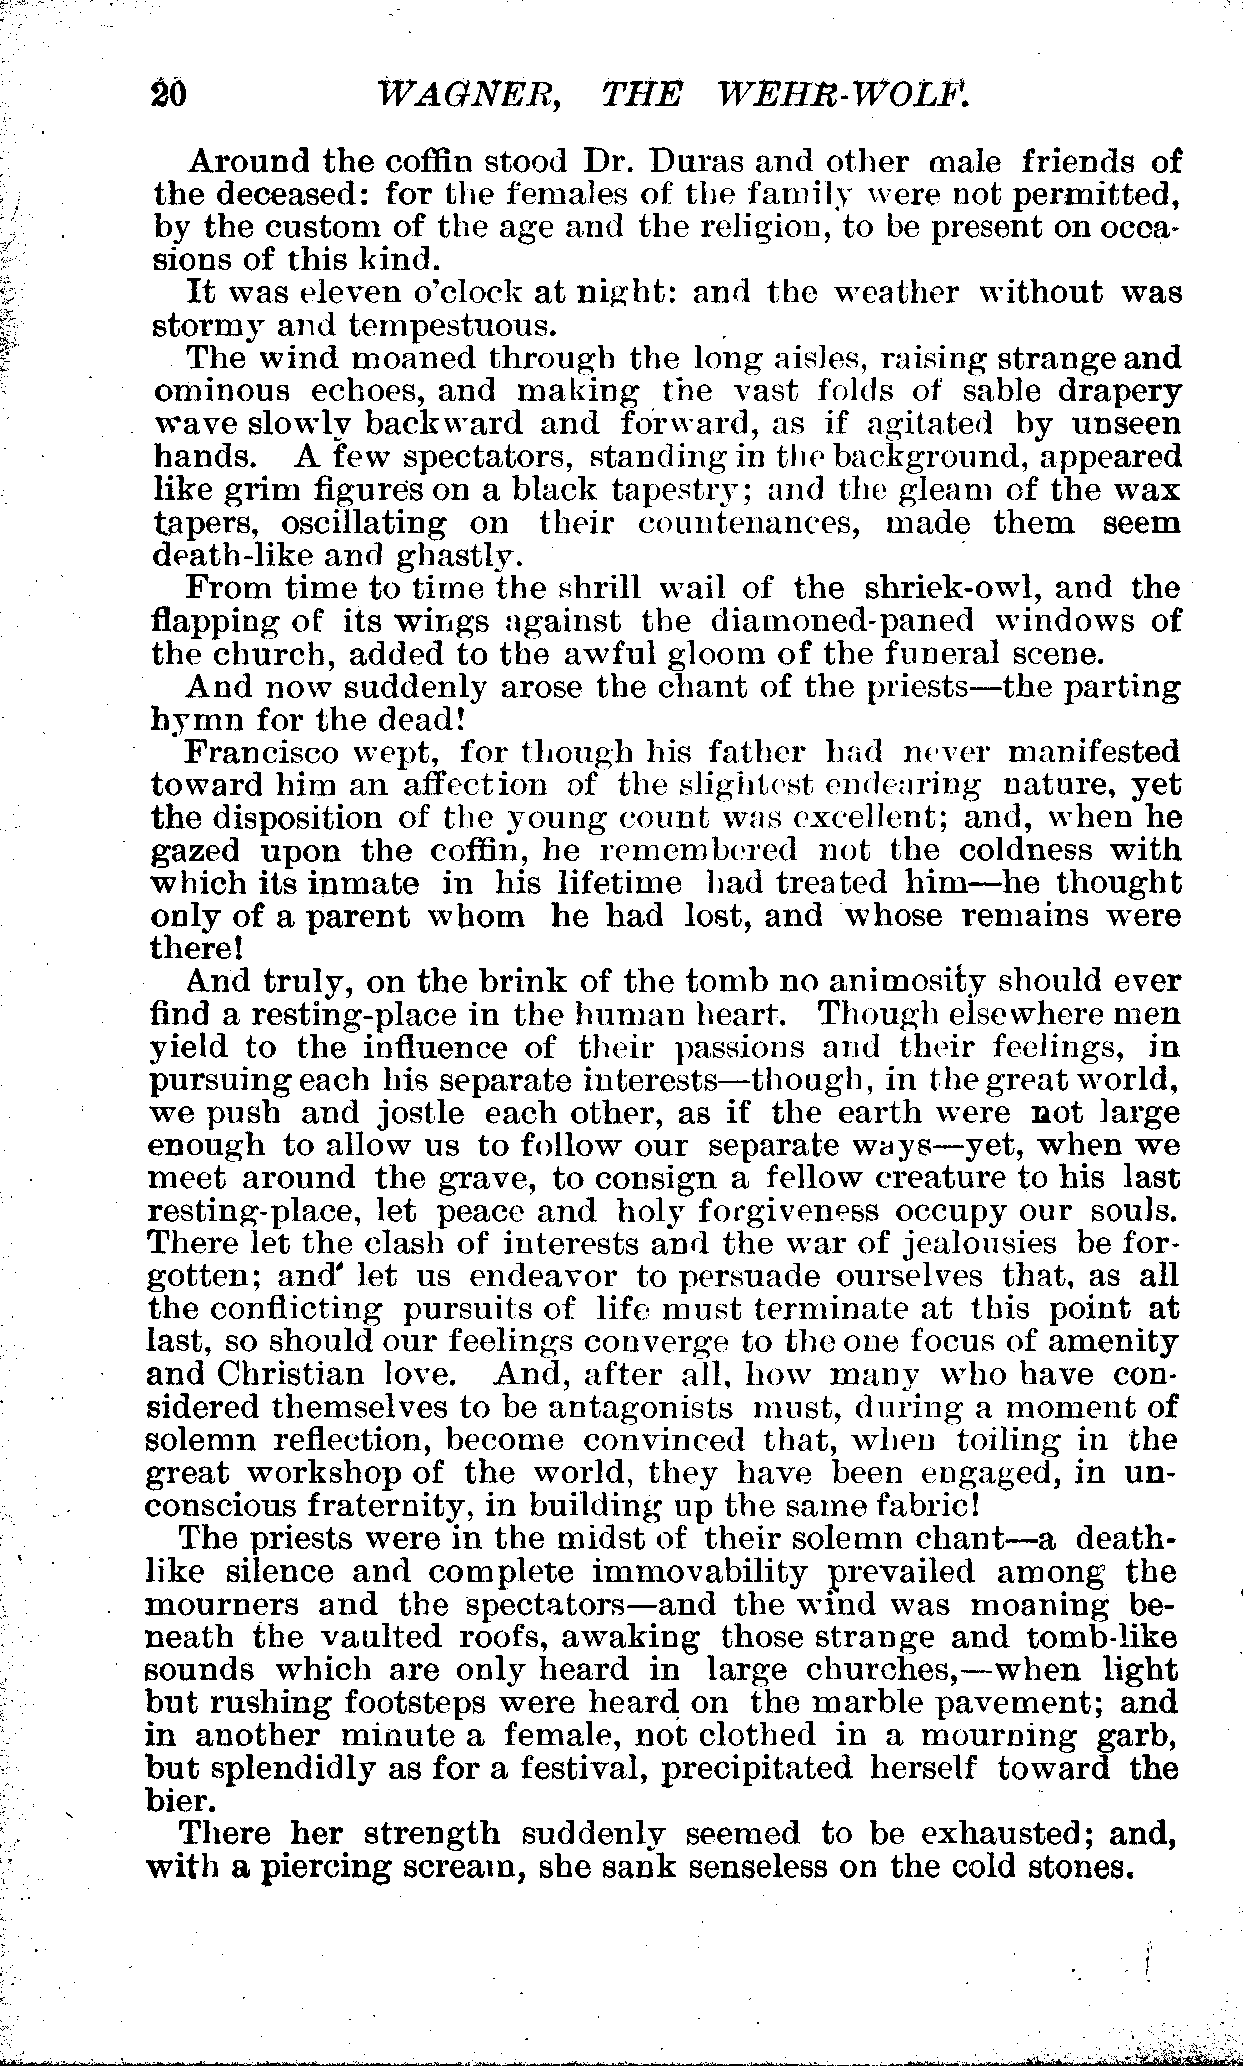 20 WAGNER, THE WEHR-WOLF.
Around the coffin stood Dr. Duras and other male friends of
the deceased: for the females of the family were not permitted,
by the custom of the age and the religion, to be present on occa-
sions of this kind.
It was eleven o'clock at night: and the weather without was
stormy and tempestuous.
The wind moaned through the long aisles, raising strange and
ominous echoes, and making the vast folds of sable drapery
wave slowly backward and forward, as if agitated by unseen
hands. A few spectators, standing in the background, appeared
like grim figures on a black tapestry; and the gleam of the wax
tapers, oscillating on their countenances, made them seem
death-like and ghastly.
From time to time the shrill wail of the shriek-owl, and the
flapping of its wings against the diamoned-paned windows of
the church, added to the awful gloom of the funeral scene.
And now suddenly arose the chant of the priests—the parting
hymn for the dead!
Francisco wept, for though his father had never manifested
toward him an affection of the slightest endearing nature, yet
the disposition of the young count was excellent; and, when he
gazed upon the coffin, he remembered not the coldness with
which its inmate in his lifetime had treated him—he thought
only of a parent whom he had lost, and whose remains were
there!
And truly, on the brink of the tomb no animosity should ever
find a resting-place in the human heart. Though elsewhere men
yield to the influence of their passions and their feelings, in
pursuing each his separate interests—though, in the great world,
we push and jostle each other, as if the earth were not large
enough to allow us to follow our separate ways—yet, when we
meet around the grave, to consign a fellow creature to his last
resting-place, let peace and holy forgiveness occupy our souls.
There let the clash of interests and the war of jealousies be for-
gotten; and' let us endeavor to persuade ourselves that, as all
the conflicting pursuits of life must terminate at this point at
last, so should our feelings converge to the one focus of amenity
and Christian love. And, after all, how many who have con-
sidered themselves to be antagonists must, during a moment of
solemn reflection, become convinced that, when toiling in the
great workshop of the world, they have been engaged, in un-
conscious fraternity, in building up the same fabric!
The priests were in the midst of their solemn chant—a death-
like silence and complete immovability prevailed among the
mourners and the spectators—and the wind was moaning be-
neath the vaulted roofs, awaking those strange and tomb-like
sounds which are only heard in large churches,—when light
but rushing footsteps were heard on the marble pavement; and
in another minute a female, not clothed in a mourning garb,
but splendidly as for a festival, precipitated herself toward the
bier.
There her strength suddenly seemed to be exhausted; and,
with a piercing scream, she sank senseless on the cold stones.